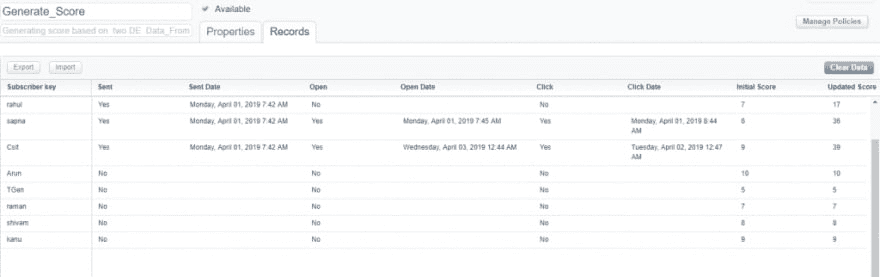 Generate_Score
Available
Generating score based on two DE Data_From
Properties
Records
Manage Policies
Export
Import
Clear Data
Subscriber key Sent Sent Date Open Open Date Click Click Date Initial Score Updated Score
rahul Yes Monday, April 01, 2019 7:42 AM No No 7 17
sapna Yes Monday, April 01, 2019 7:42 AM Yes Monday, April 01, 2019 7:45 AM Yes Monday, April 01, 2019 8:44
AM
36
Yes Monday, April 01, 2019 7:42 AM Yes Wednesday, April 03, 2019 12:44 AM Yes Tuesday, April 02, 2019 12:47
AM
9 39
Arun No No No 10 10
TGen No No No 5 5
raman No No No 7 7
shivam No No No 8 8
kanu No No No 9 9